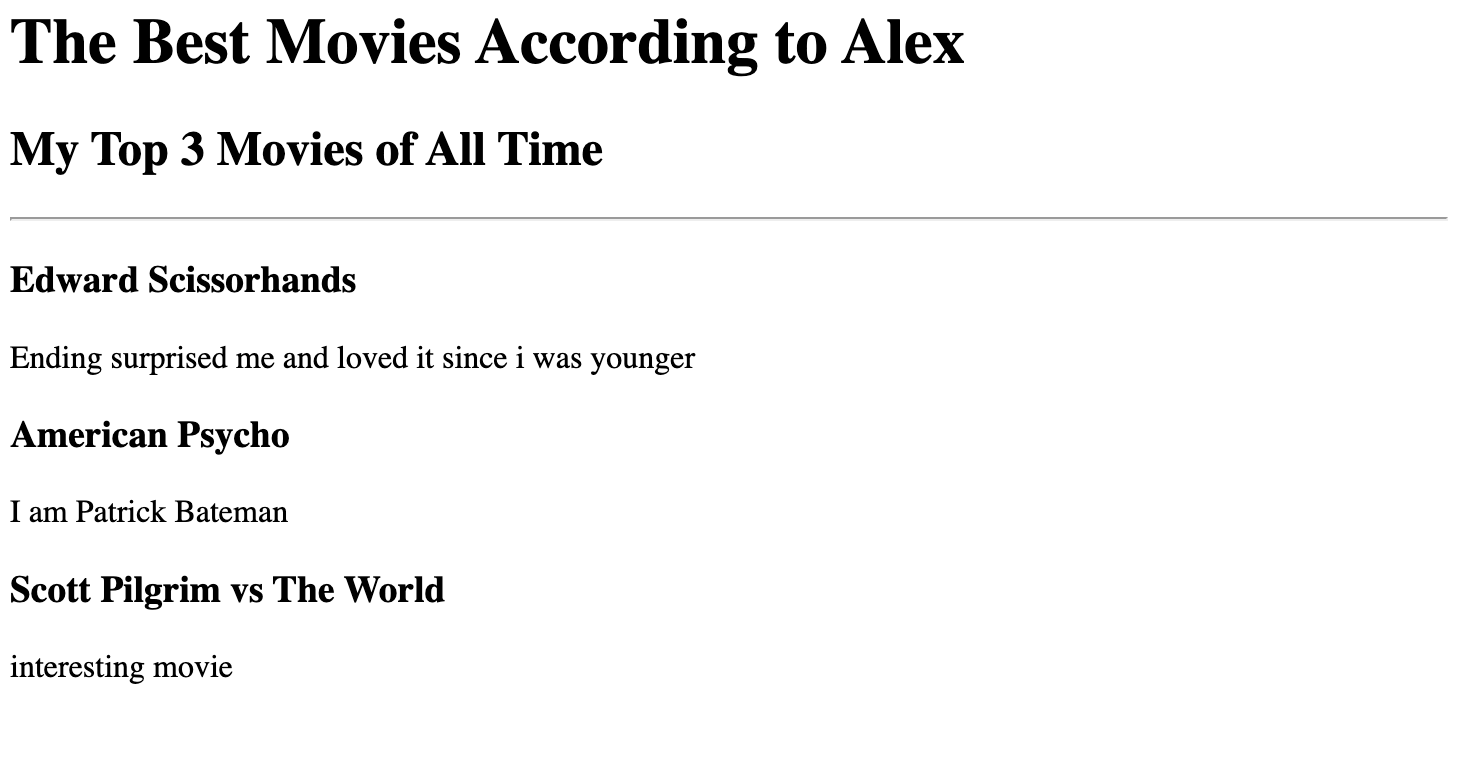 The Best Movies According to Alex
My Top 3 Movies of All Time
Edward Scissorhands
Ending surprised me and loved it since i was younger
American Psycho
I am Patrick Bateman
Scott Pilgrim vs The World
interesting movie